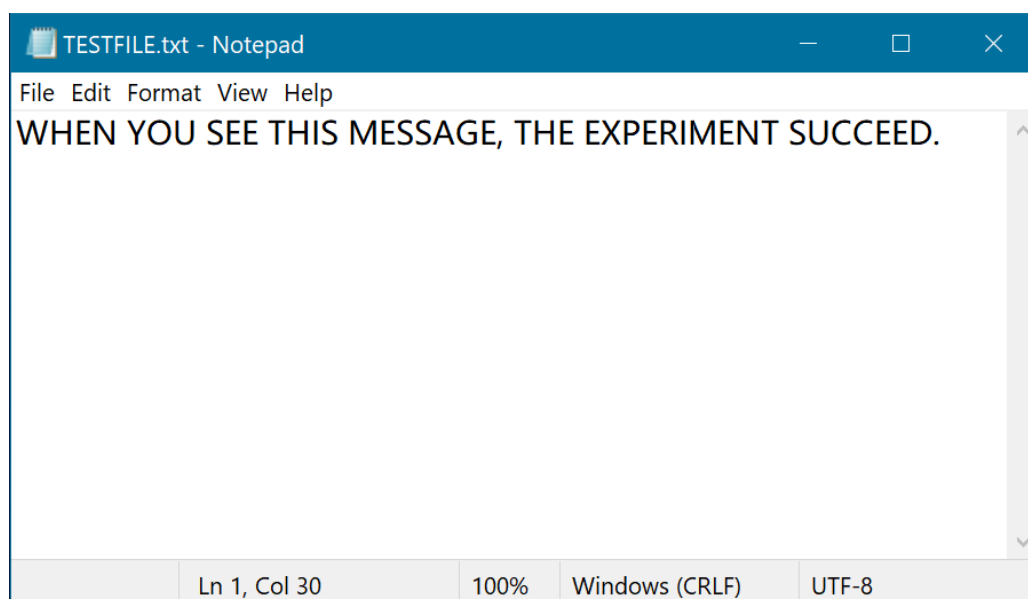 TESTFILE.txt - Notepad
File Edit Format View Help
WHEN YOU SEE THIS MESSAGE, THE EXPERIMENT SUCCEED.
Ln 1, Col 30 100% Windows (CRLF) UTF-8